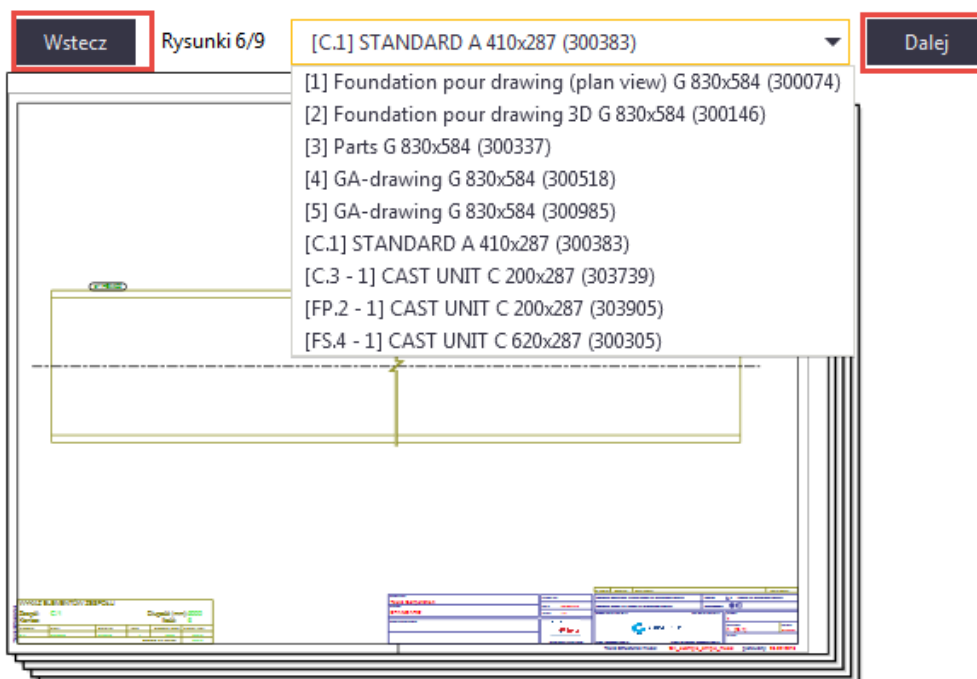 Wstecz
Rysunki 6/9
[C.1] STANDARD A 410x287 (300383)
Dalej
[1] Foundation pour drawing (plan view) G 830x584 (300074)
[2] Foundation pour drawing 3D G 830x584 (300146)
[3] Parts G 830x584 (300337)
[4] GA-drawing G 830x584 (300518)
[5] GA-drawing G 830x584 (300985)
[C.1] STANDARD A 410x287 (300383)
[C.3 - 1] CAST UNIT C 200x287 (303739)
[FP.2 - 1] CAST UNIT C 200x287 (303905)
[FS.4 - 1] CAST UNIT C 620x287 (300305)